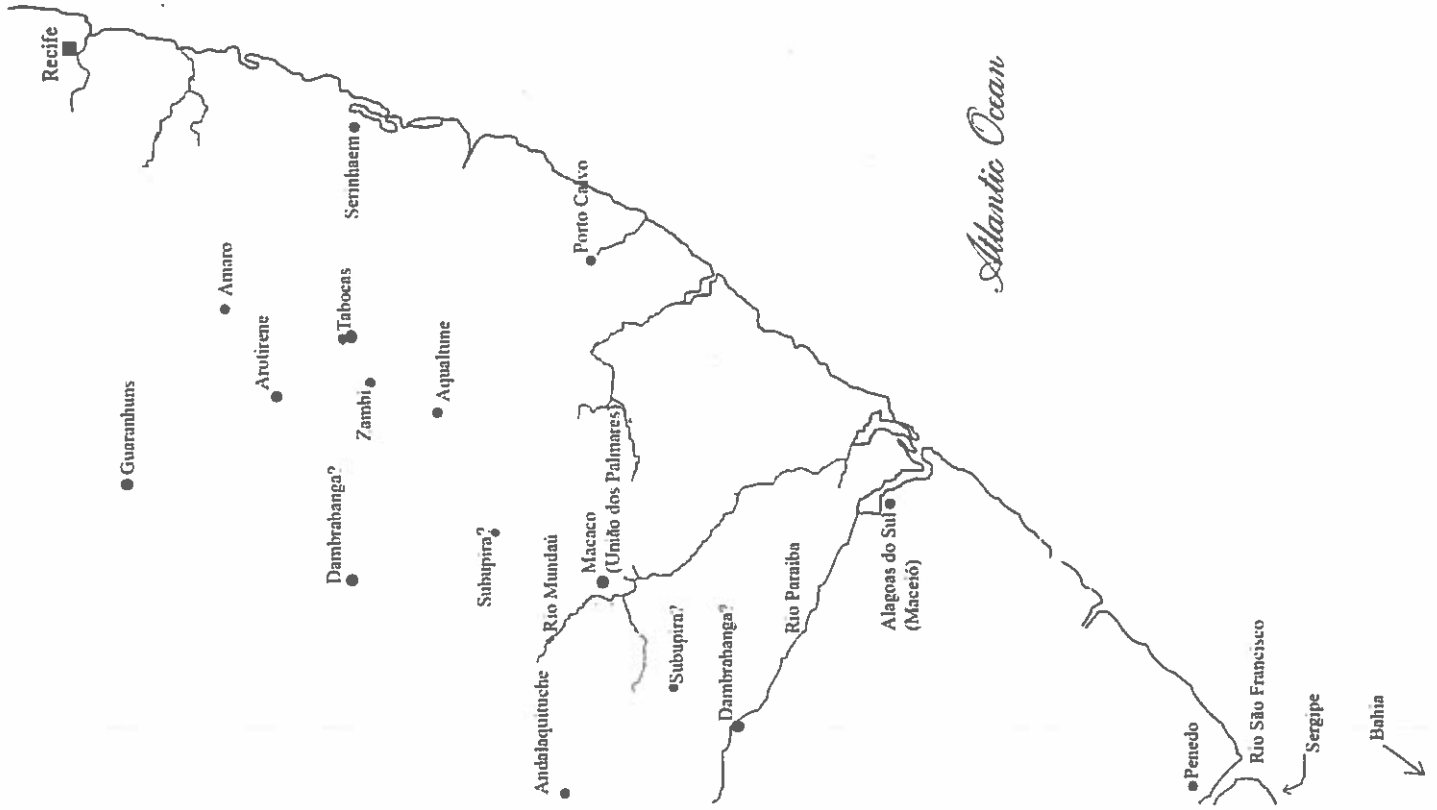 Recife
Serinhaem
Porto Calvo
Atlantic Ocean
Amaro
Arotirene
Tabocas
Zambi
Aqualtune
Guaranhuns
Dambrabanga?
Subupira?
Rio Mundaú
Macaco
(União dos Palmares)
Andalaquituche
Subupira?
Dambrabanga?
Rio Paraiba
Alagoas do Sul
(Maceió)
Penedo
Rio São Francisco
Sergipe
Bahia